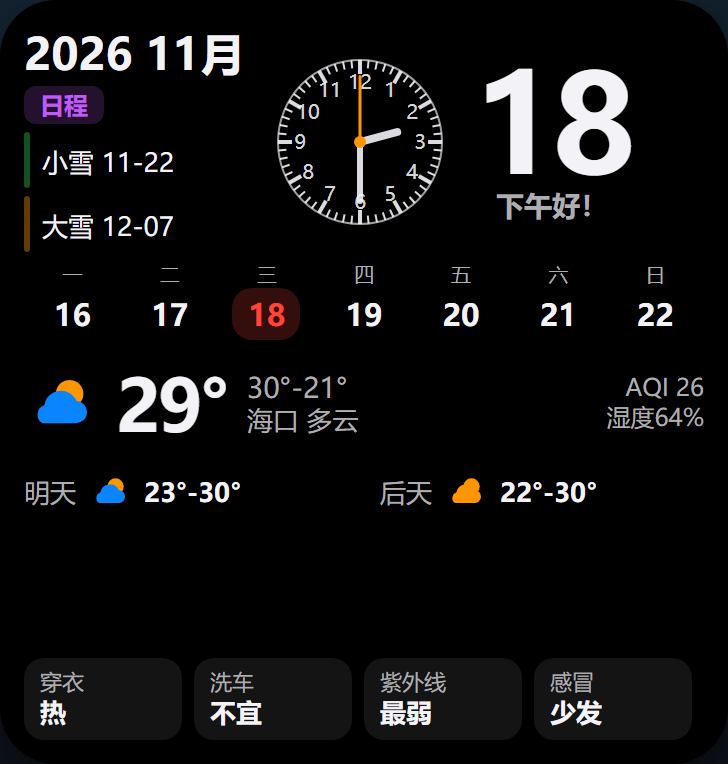 2026 11月
日程
小雪 11-22
大雪 12-07
12
1
2
3
4
5
6
7
8
9
10
11
18
下午好!
一 二 三 四 五 六 日
16 17 18 19 20 21 22
29°
30°-21°
海口 多云
AQI 26
湿度64%
明天 23°-30°
后天 22°-30°
穿衣
热
洗车
不宜
紫外线
最弱
感冒
少发